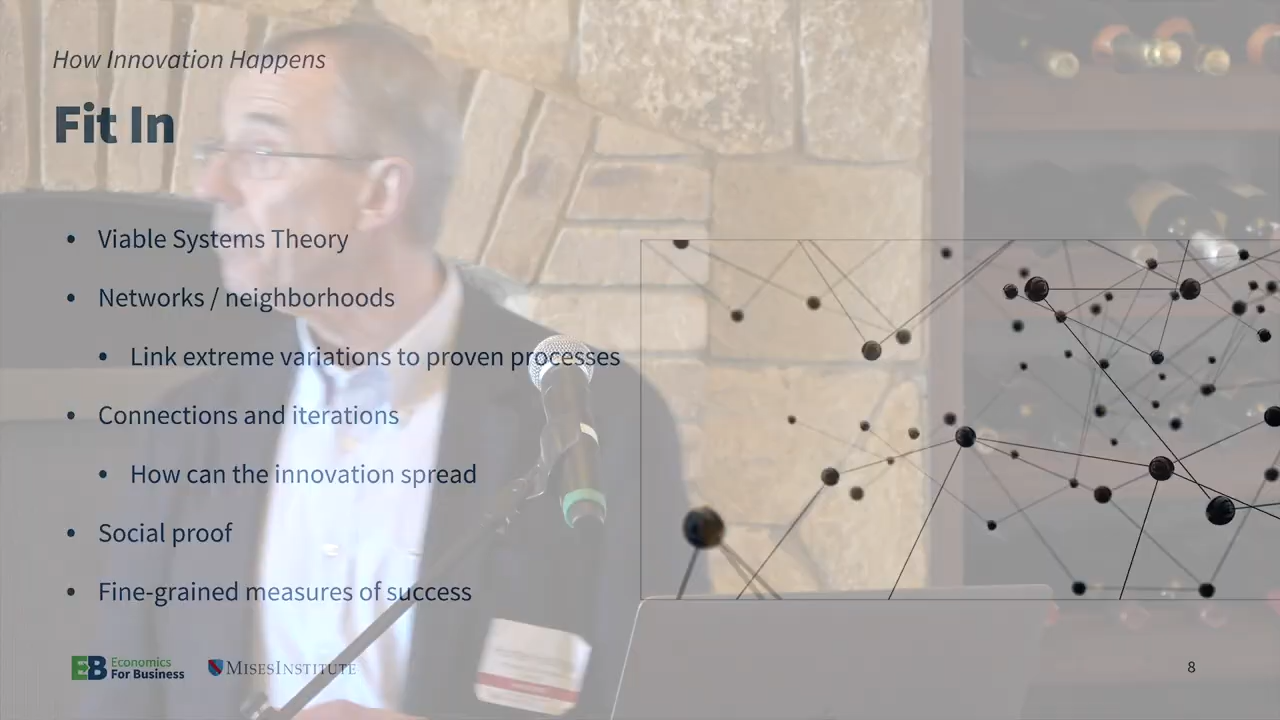 How Innovation Happens
Fit In
• Viable Systems Theory
• Networks / neighborhoods
• Link extreme variations to proven processes
• Connections and iterations
• How can the innovation spread
• Social proof
• Fine-grained measures of success
EB Economics
For Business
MISESINSTITUTE
8